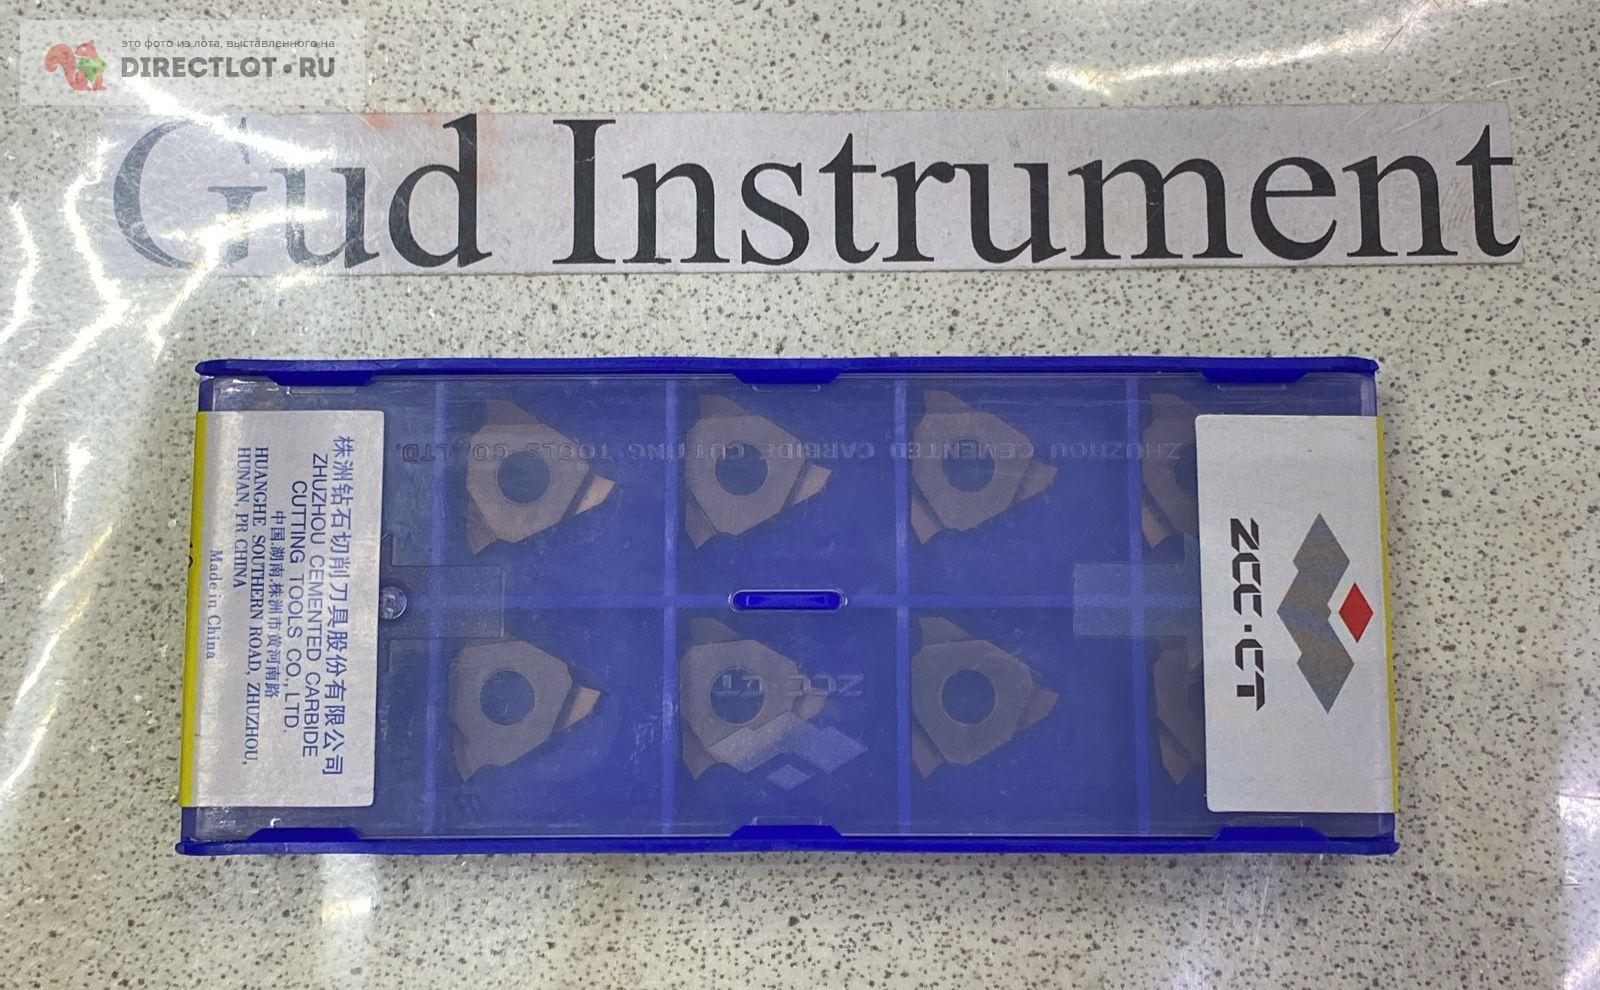 это фото из лота, выставленного на
DIRECTLOT.RU
Gud Instrument
ZHUZHOU CEMENTED CARBIDE CUTTING TOOLS CO., LTD.
株洲钻石切削刀具股份有限公司
ZHUZHOU CEMENTED CARBIDE
CUTTING TOOLS CO., LTD.
中国.湖南.株洲市黄河南路
HUANGHE SOUTHERN ROAD, ZHUZHOU,
HUNAN, PR CHINA
Made in China
ZCC·CT
ZCC·CT